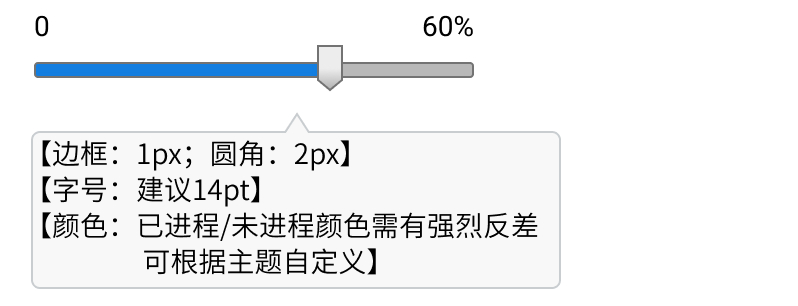 0 60%
【边框：1px；圆角：2px】
【字号：建议14pt】
【颜色：已进程/未进程颜色需有强烈反差
可根据主题自定义】